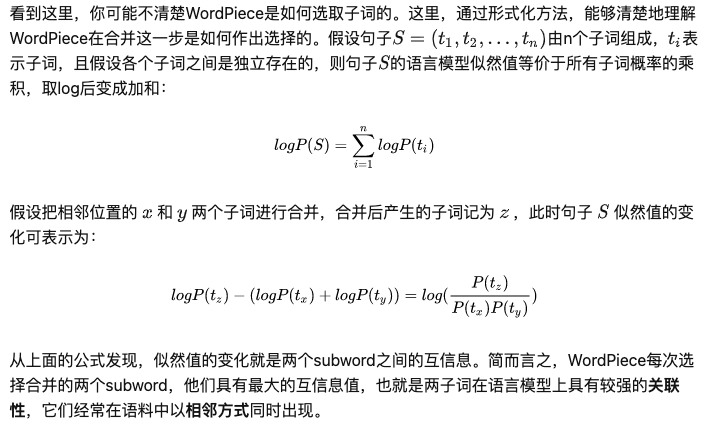 看到这里，你可能不清楚WordPiece是如何选取子词的。这里，通过形式化方法，能够清楚地理解
WordPiece在合并这一步是如何作出选择的。假设句子S = (t₁, t₂, . . . , tₙ)由n个子词组成，tᵢ表
示子词，且假设各个子词之间是独立存在的，则句子S的语言模型似然值等价于所有子词概率的乘
积，取log后变成加和：
logP(S) = ∑ᵢ₌₁ⁿ logP(tᵢ)
假设把相邻位置的 x 和 y 两个子词进行合并，合并后产生的子词记为 z ，此时句子 S 似然值的变
化可表示为：
logP(t_z) − (logP(t_x) + logP(t_y)) = log(P(t_z) / P(t_x)P(t_y))
从上面的公式发现，似然值的变化就是两个subword之间的互信息。简而言之，WordPiece每次选
择合并的两个subword，他们具有最大的互信息值，也就是两子词在语言模型上具有较强的关联
性，它们经常在语料中以相邻方式同时出现。